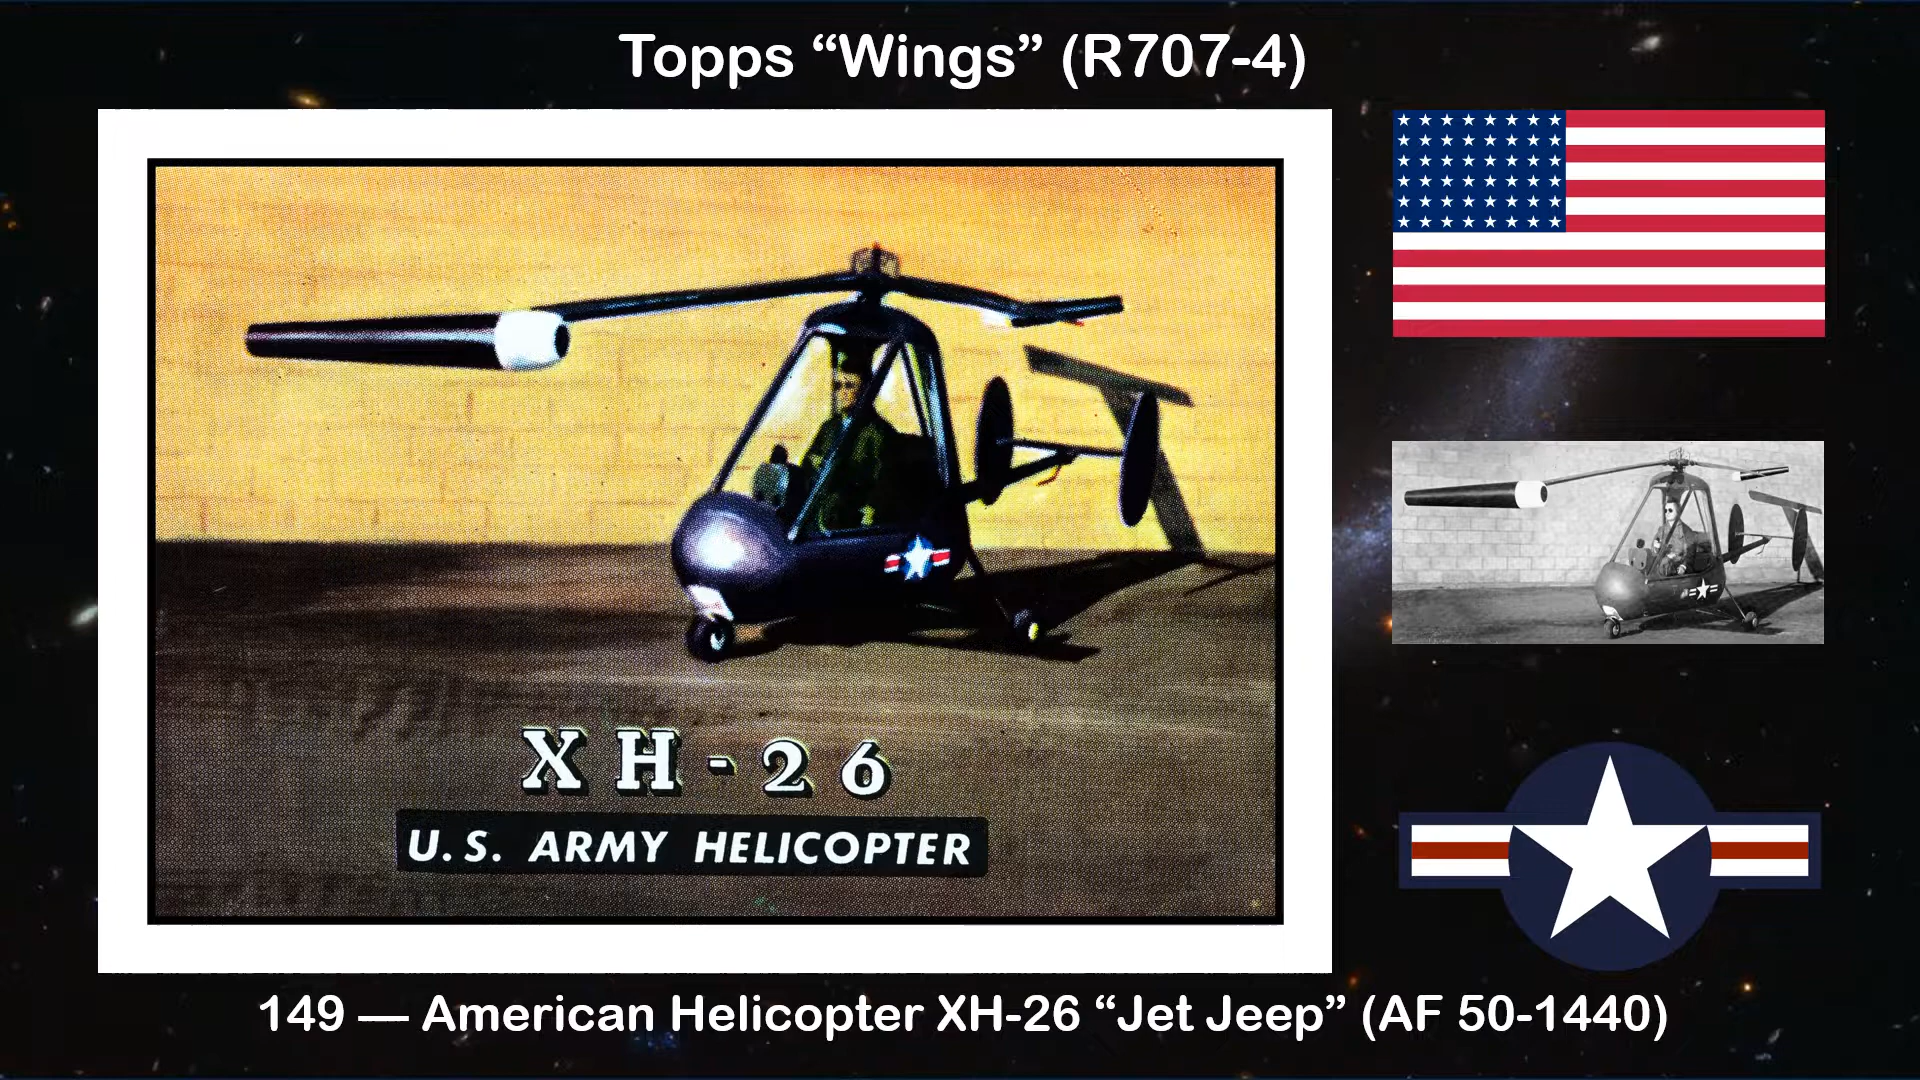 Topps “Wings” (R707-4)
XH-26
U.S. ARMY HELICOPTER
149 — American Helicopter XH-26 “Jet Jeep” (AF 50-1440)